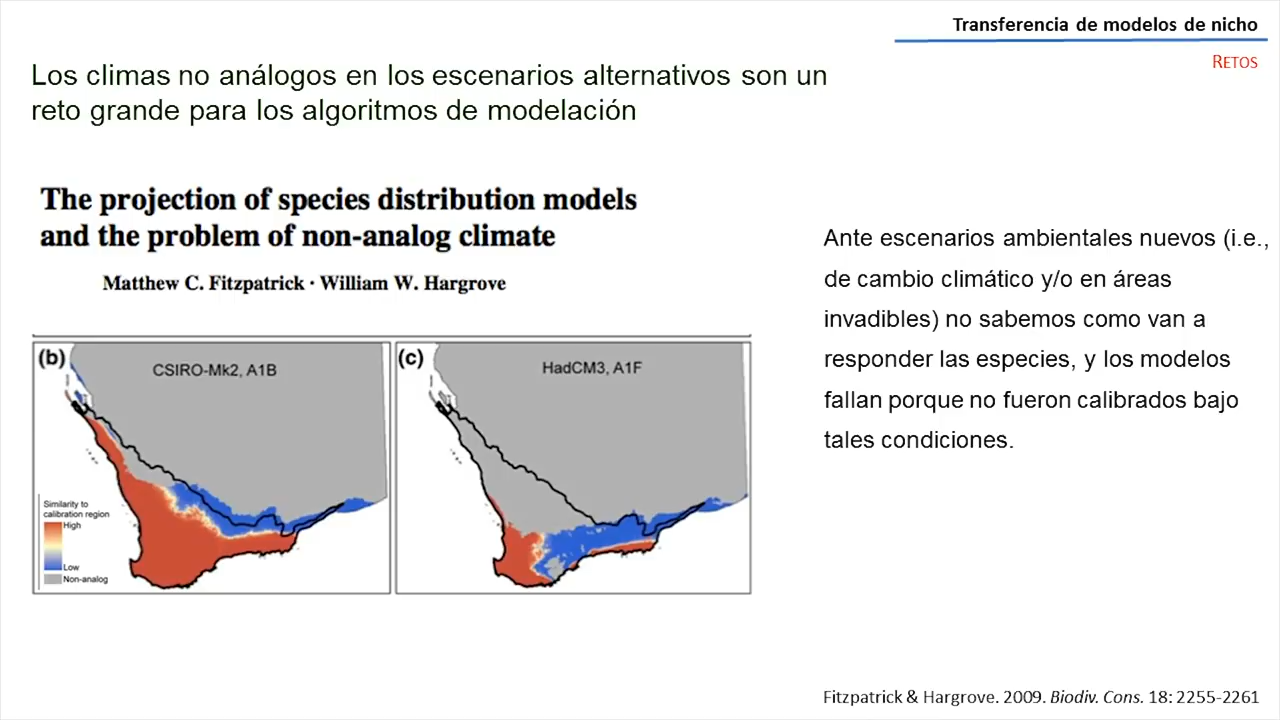 Transferencia de modelos de nicho
RETOS
Los climas no análogos en los escenarios alternativos son un
reto grande para los algoritmos de modelación
The projection of species distribution models
and the problem of non-analog climate
Matthew C. Fitzpatrick · William W. Hargrove
(b)
CSIRO-Mk2, A1B
Similarity to
calibration region
High
Low
Non-analog
(c)
HadCM3, A1F
Ante escenarios ambientales nuevos (i.e.,
de cambio climático y/o en áreas
invadibles) no sabemos como van a
responder las especies, y los modelos
fallan porque no fueron calibrados bajo
tales condiciones.
Fitzpatrick & Hargrove. 2009. Biodiv. Cons. 18: 2255-2261